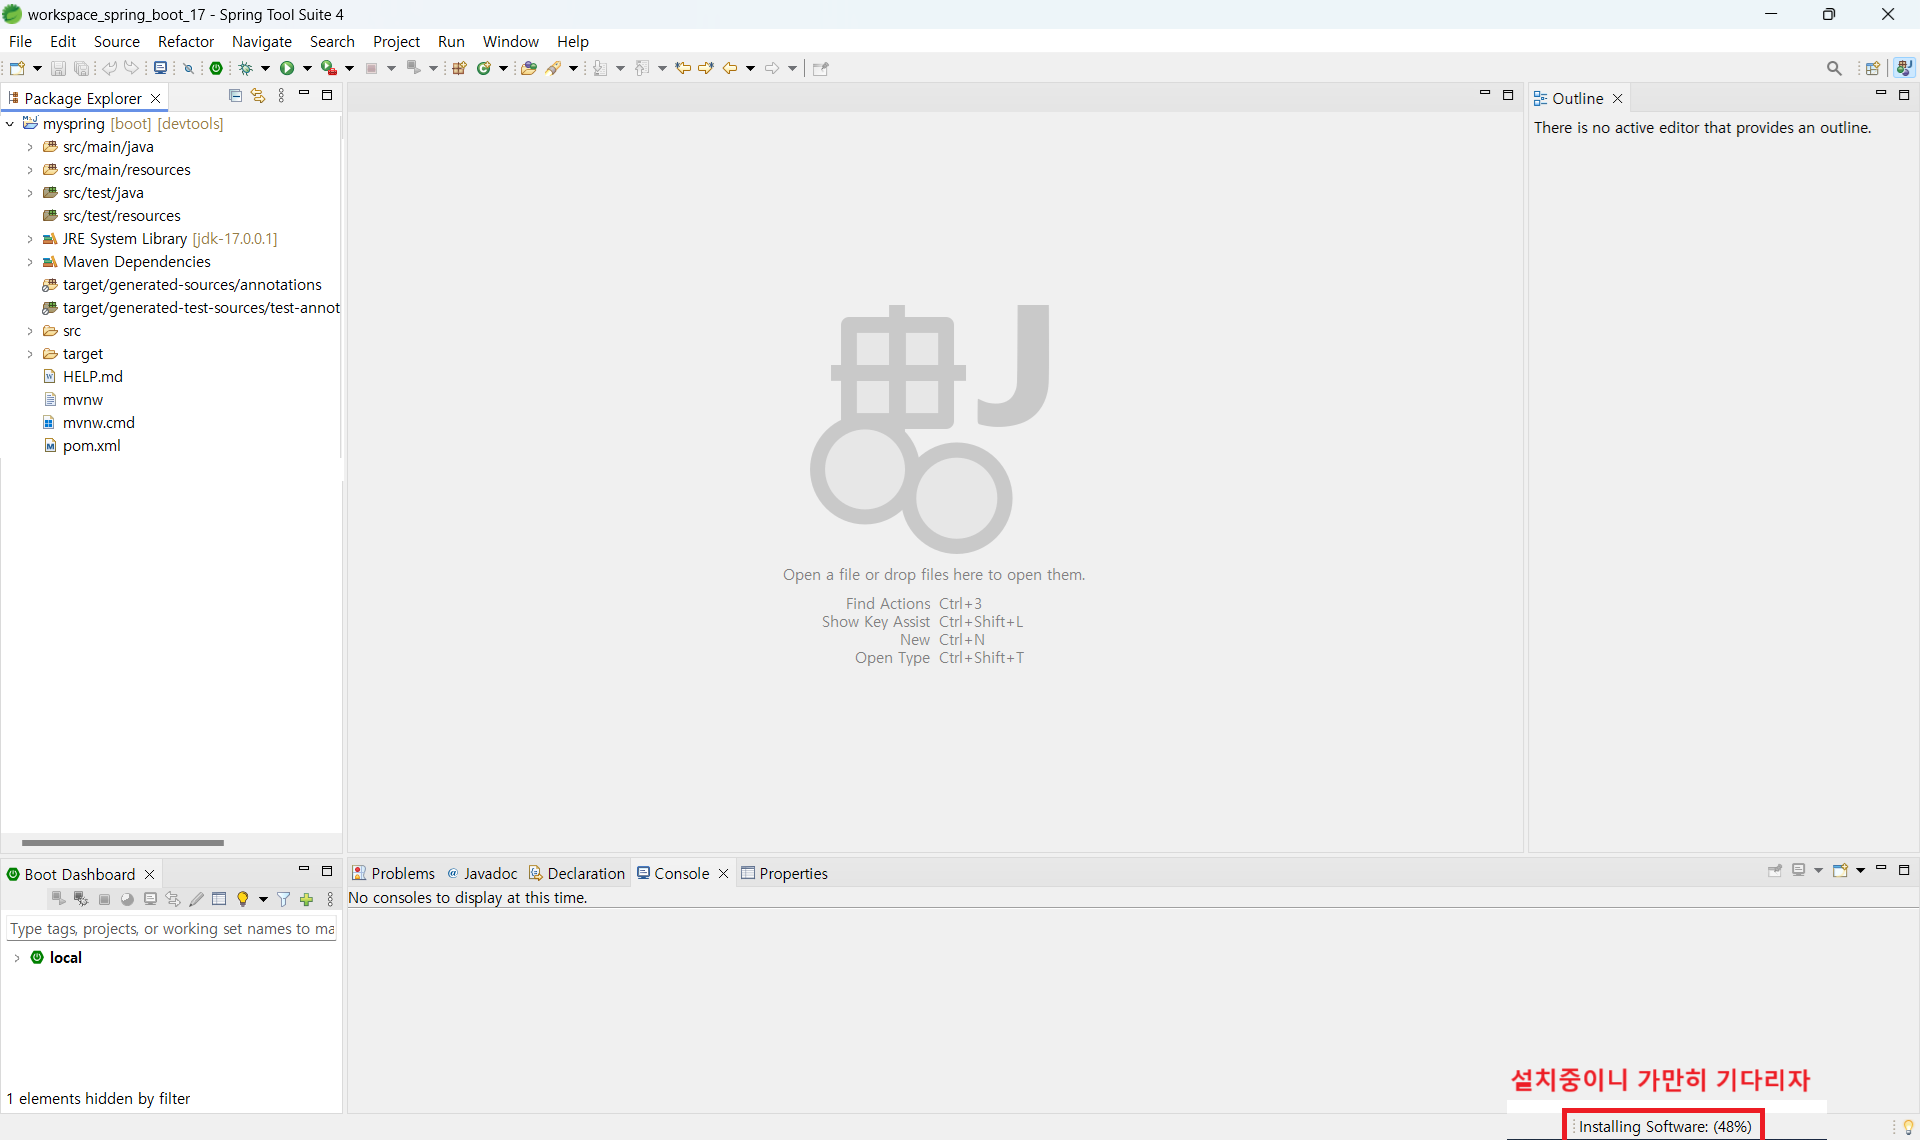 workspace_spring_boot_17 - Spring Tool Suite 4
File Edit Source Refactor Navigate Search Project Run Window Help
Package Explorer
myspring [boot] [devtools]
src/main/java
src/main/resources
src/test/java
src/test/resources
JRE System Library [jdk-17.0.0.1]
Maven Dependencies
target/generated-sources/annotations
target/generated-test-sources/test-annot
src
target
HELP.md
mvnw
mvnw.cmd
pom.xml
Open a file or drop files here to open them.
Find Actions Ctrl+3
Show Key Assist Ctrl+Shift+L
New Ctrl+N
Open Type Ctrl+Shift+T
Outline
There is no active editor that provides an outline.
Boot Dashboard
Type tags, projects, or working set names to ma
local
1 elements hidden by filter
Problems Javadoc Declaration Console Properties
No consoles to display at this time.
설치중이니 가만히 기다리자
Installing Software: (48%)